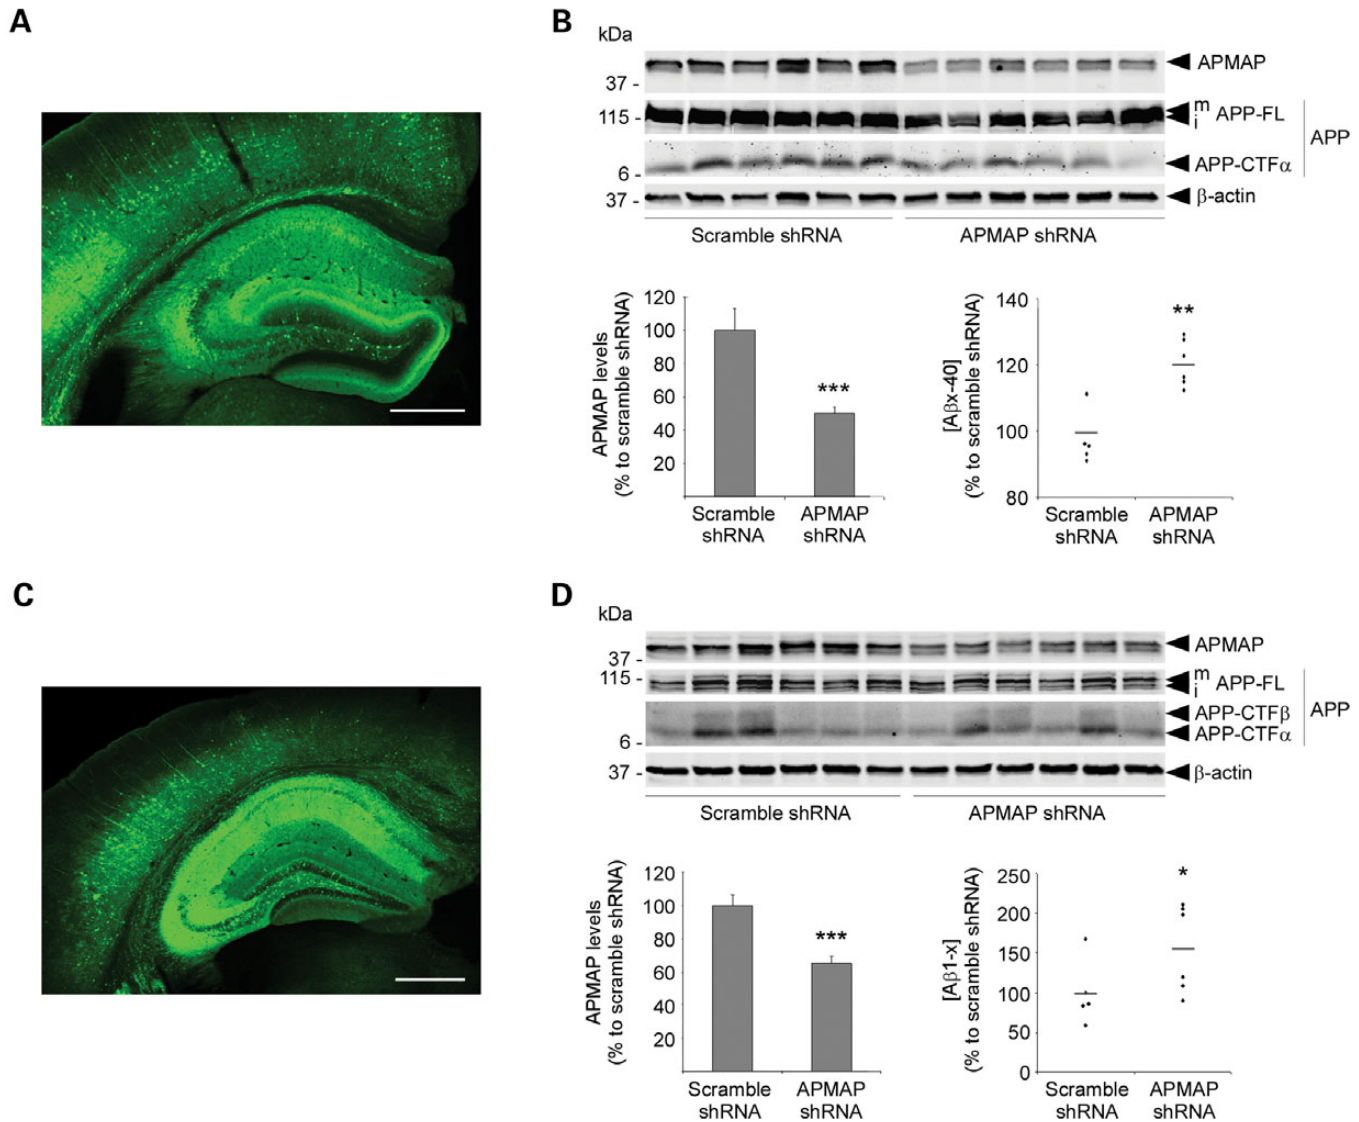 A
B
kDa
APMAP
37 -
115 -
m
i
APP-FL
APP
APP-CTFα
6 -
37 -
β-actin
Scramble shRNA
APMAP shRNA
APMAP levels
(% to scramble shRNA)
120
100
80
60
40
20
***
Scramble
shRNA
APMAP
shRNA
[Aβx-40]
(% to scramble shRNA)
140
120
100
80
**
Scramble
shRNA
APMAP
shRNA
C
D
kDa
APMAP
37 -
115 -
m
i
APP-FL
APP
APP-CTFβ
APP-CTFα
6 -
37 -
β-actin
Scramble shRNA
APMAP shRNA
APMAP levels
(% to scramble shRNA)
120
100
80
60
40
20
***
Scramble
shRNA
APMAP
shRNA
[Aβ1-x]
(% to scramble shRNA)
250
200
150
100
50
0
*
Scramble
shRNA
APMAP
shRNA